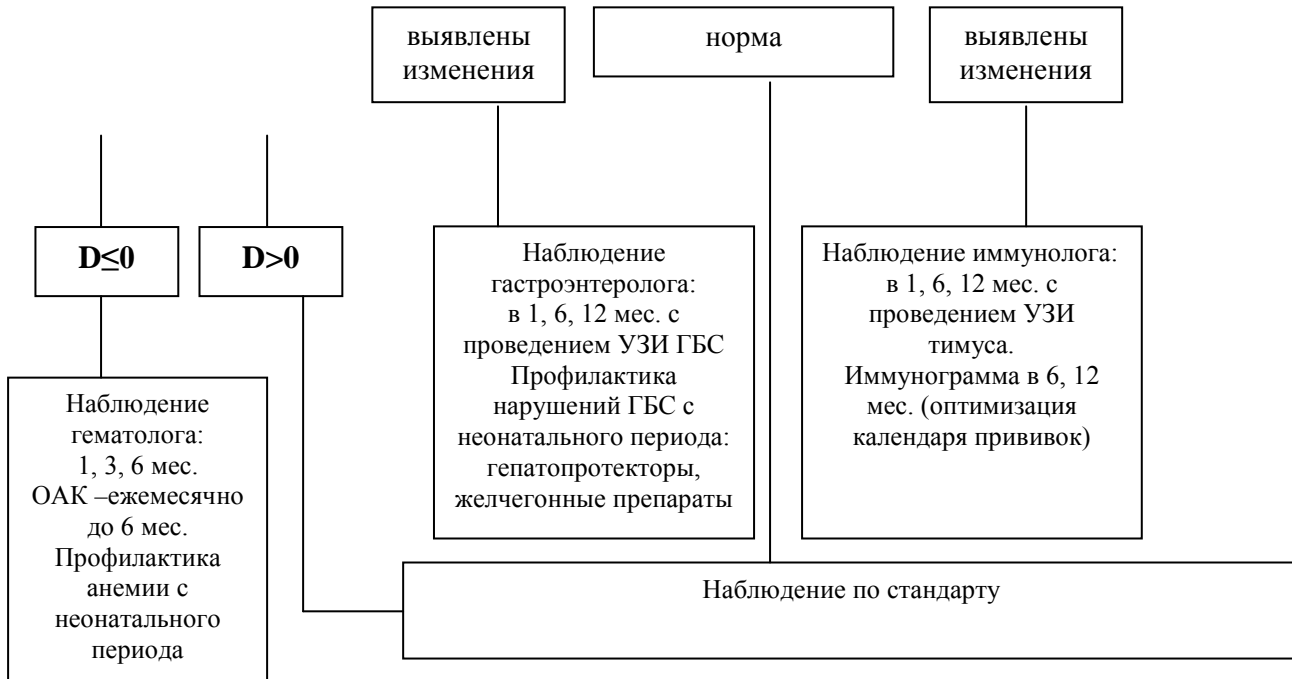 выявлены
изменения
норма
выявлены
изменения
D≤0
D>0
Наблюдение
гастроэнтеролога:
в 1, 6, 12 мес. с
проведением УЗИ ГБС
Профилактика
нарушений ГБС с
неонатального периода:
гепатопротекторы,
желчегонные препараты
Наблюдение иммунолога:
в 1, 6, 12 мес. с
проведением УЗИ
тимуса.
Иммунограмма в 6, 12
мес. (оптимизация
календаря прививок)
Наблюдение
гематолога:
1, 3, 6 мес.
ОАК –ежемесячно
до 6 мес.
Профилактика
анемии с
неонатального
периода
Наблюдение по стандарту